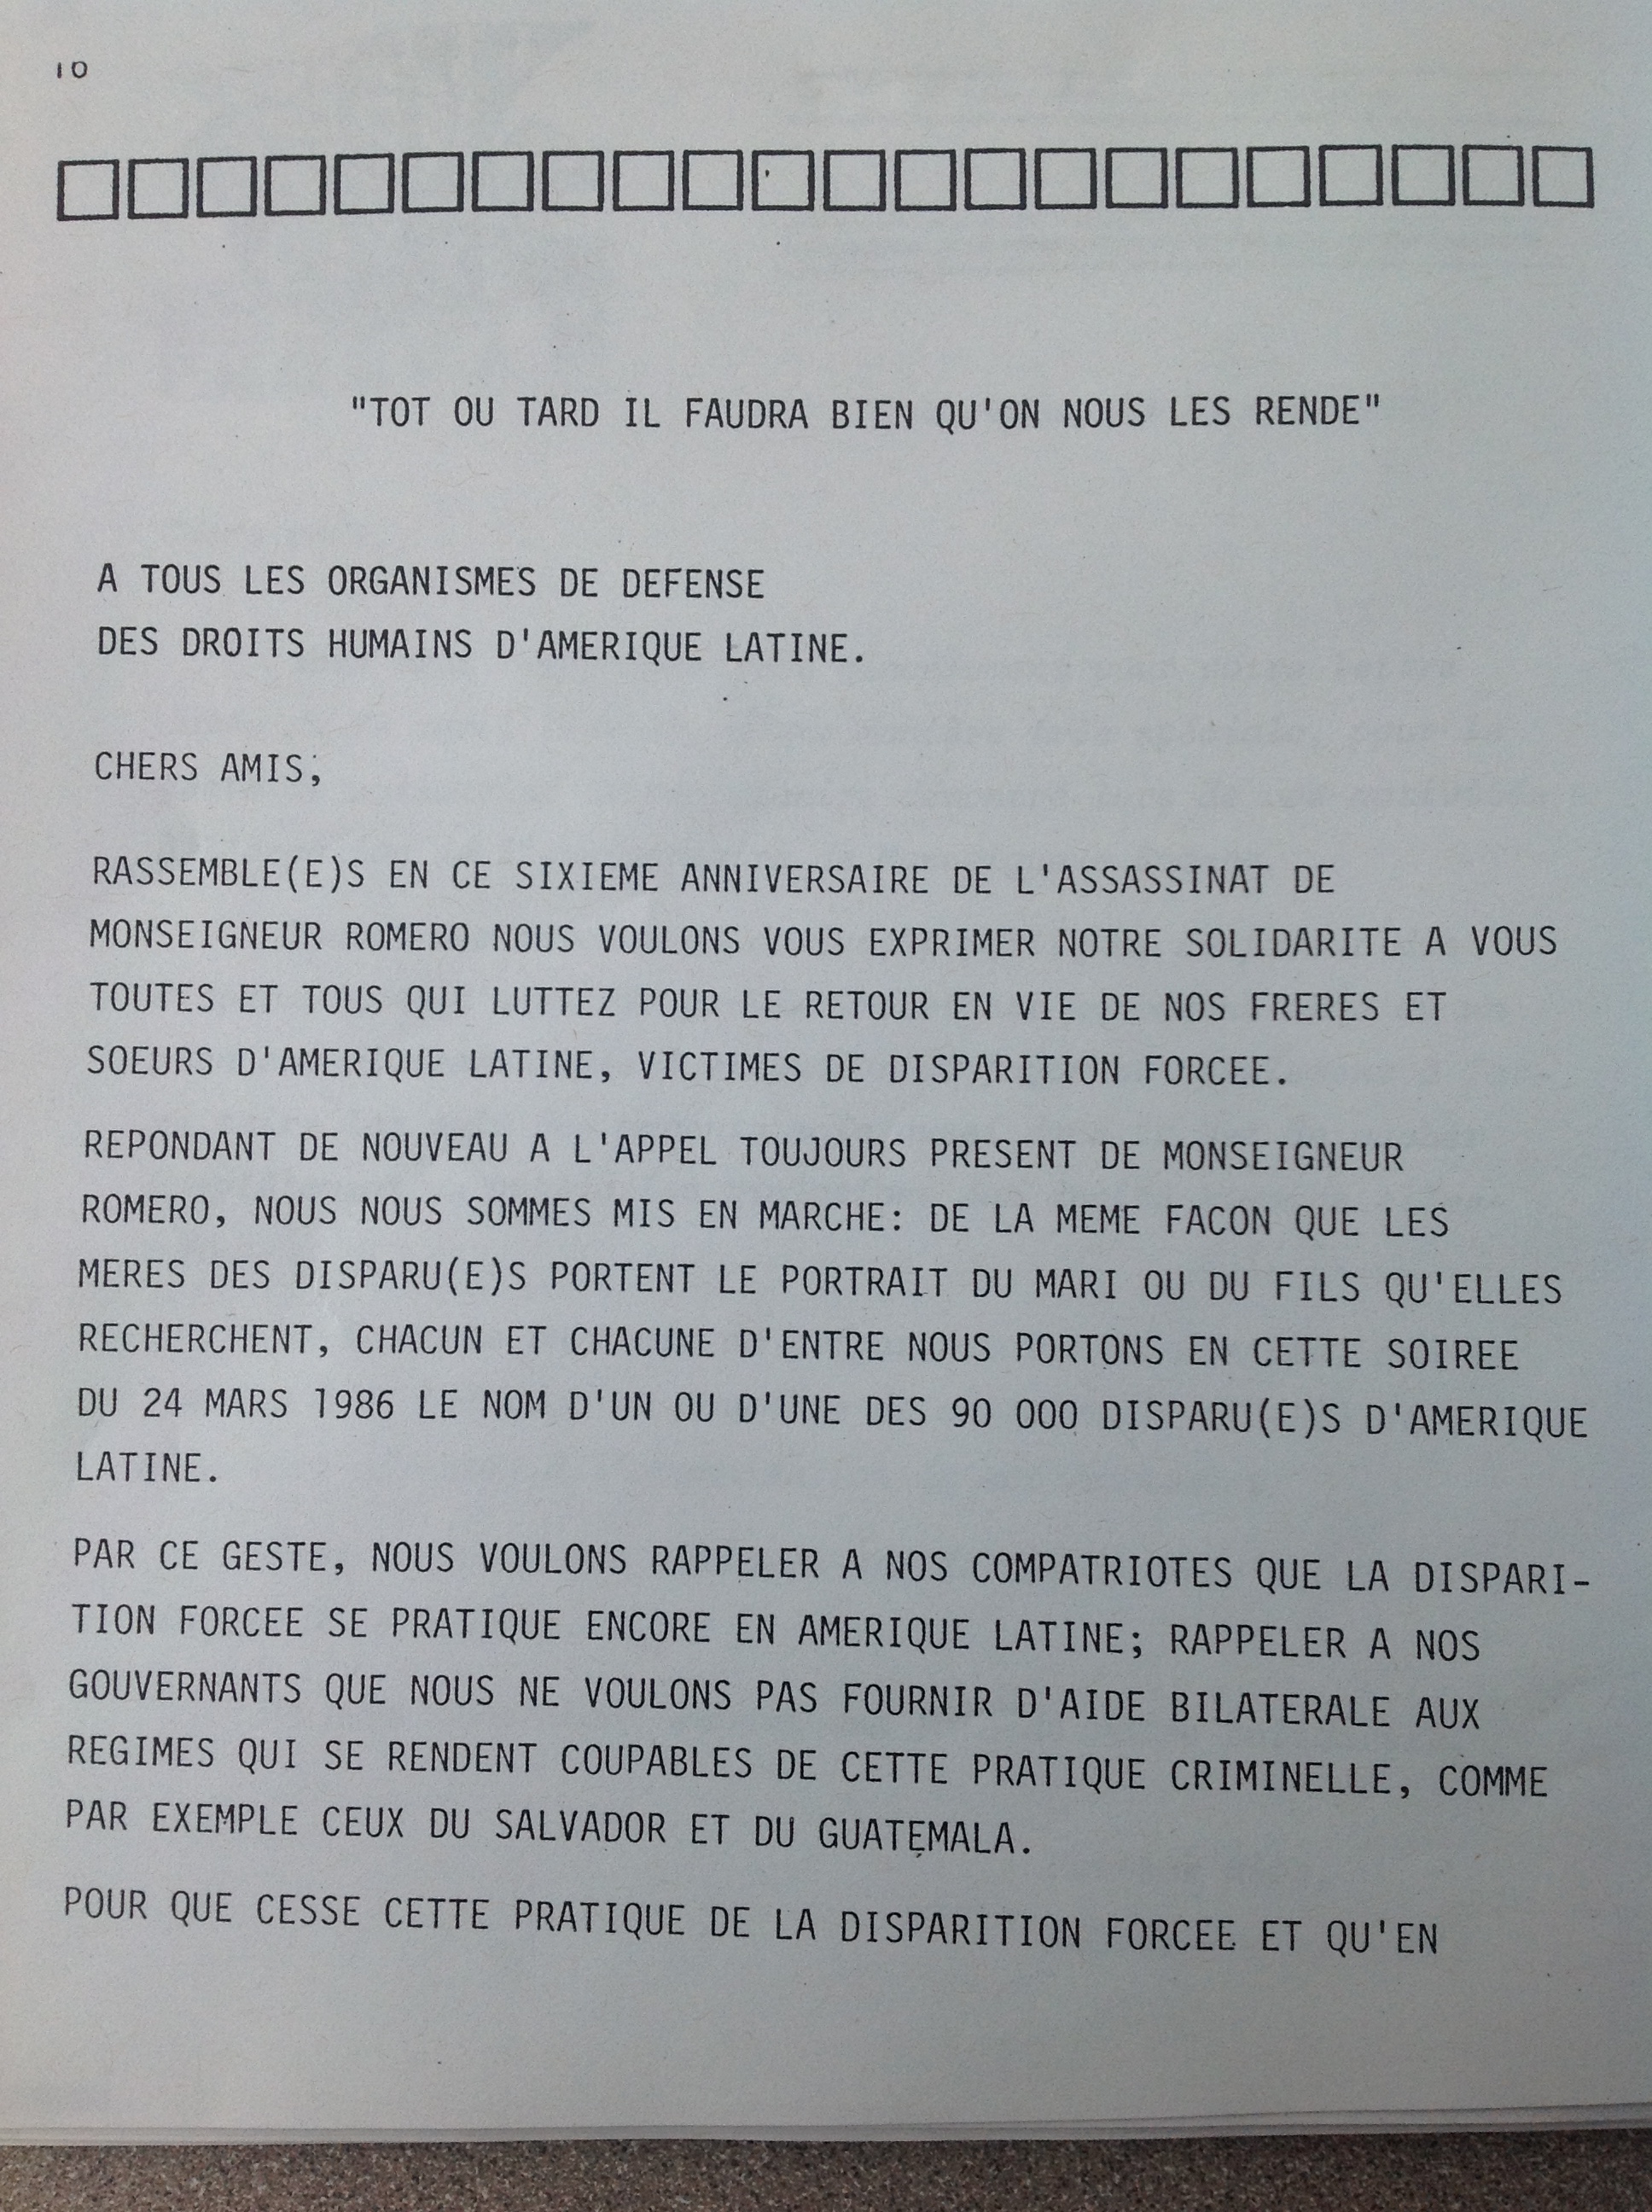 10
"TOT OU TARD IL FAUDRA BIEN QU'ON NOUS LES RENDE"
A TOUS LES ORGANISMES DE DEFENSE
DES DROITS HUMAINS D'AMERIQUE LATINE.
CHERS AMIS,
RASSEMBLE(E)S EN CE SIXIEME ANNIVERSAIRE DE L'ASSASSINAT DE
MONSEIGNEUR ROMERO NOUS VOULONS VOUS EXPRIMER NOTRE SOLIDARITE A VOUS
TOUTES ET TOUS QUI LUTTEZ POUR LE RETOUR EN VIE DE NOS FRERES ET
SOEURS D'AMERIQUE LATINE, VICTIMES DE DISPARITION FORCEE.
REPONDANT DE NOUVEAU A L'APPEL TOUJOURS PRESENT DE MONSEIGNEUR
ROMERO, NOUS NOUS SOMMES MIS EN MARCHE: DE LA MEME FACON QUE LES
MERES DES DISPARU(E)S PORTENT LE PORTRAIT DU MARI OU DU FILS QU'ELLES
RECHERCHENT, CHACUN ET CHACUNE D'ENTRE NOUS PORTONS EN CETTE SOIREE
DU 24 MARS 1986 LE NOM D'UN OU D'UNE DES 90 000 DISPARU(E)S D'AMERIQUE
LATINE.
PAR CE GESTE, NOUS VOULONS RAPPELER A NOS COMPATRIOTES QUE LA DISPARI-
TION FORCEE SE PRATIQUE ENCORE EN AMERIQUE LATINE; RAPPELER A NOS
GOUVERNANTS QUE NOUS NE VOULONS PAS FOURNIR D'AIDE BILATERALE AUX
REGIMES QUI SE RENDENT COUPABLES DE CETTE PRATIQUE CRIMINELLE, COMME
PAR EXEMPLE CEUX DU SALVADOR ET DU GUATEMALA.
POUR QUE CESSE CETTE PRATIQUE DE LA DISPARITION FORCEE ET QU'EN